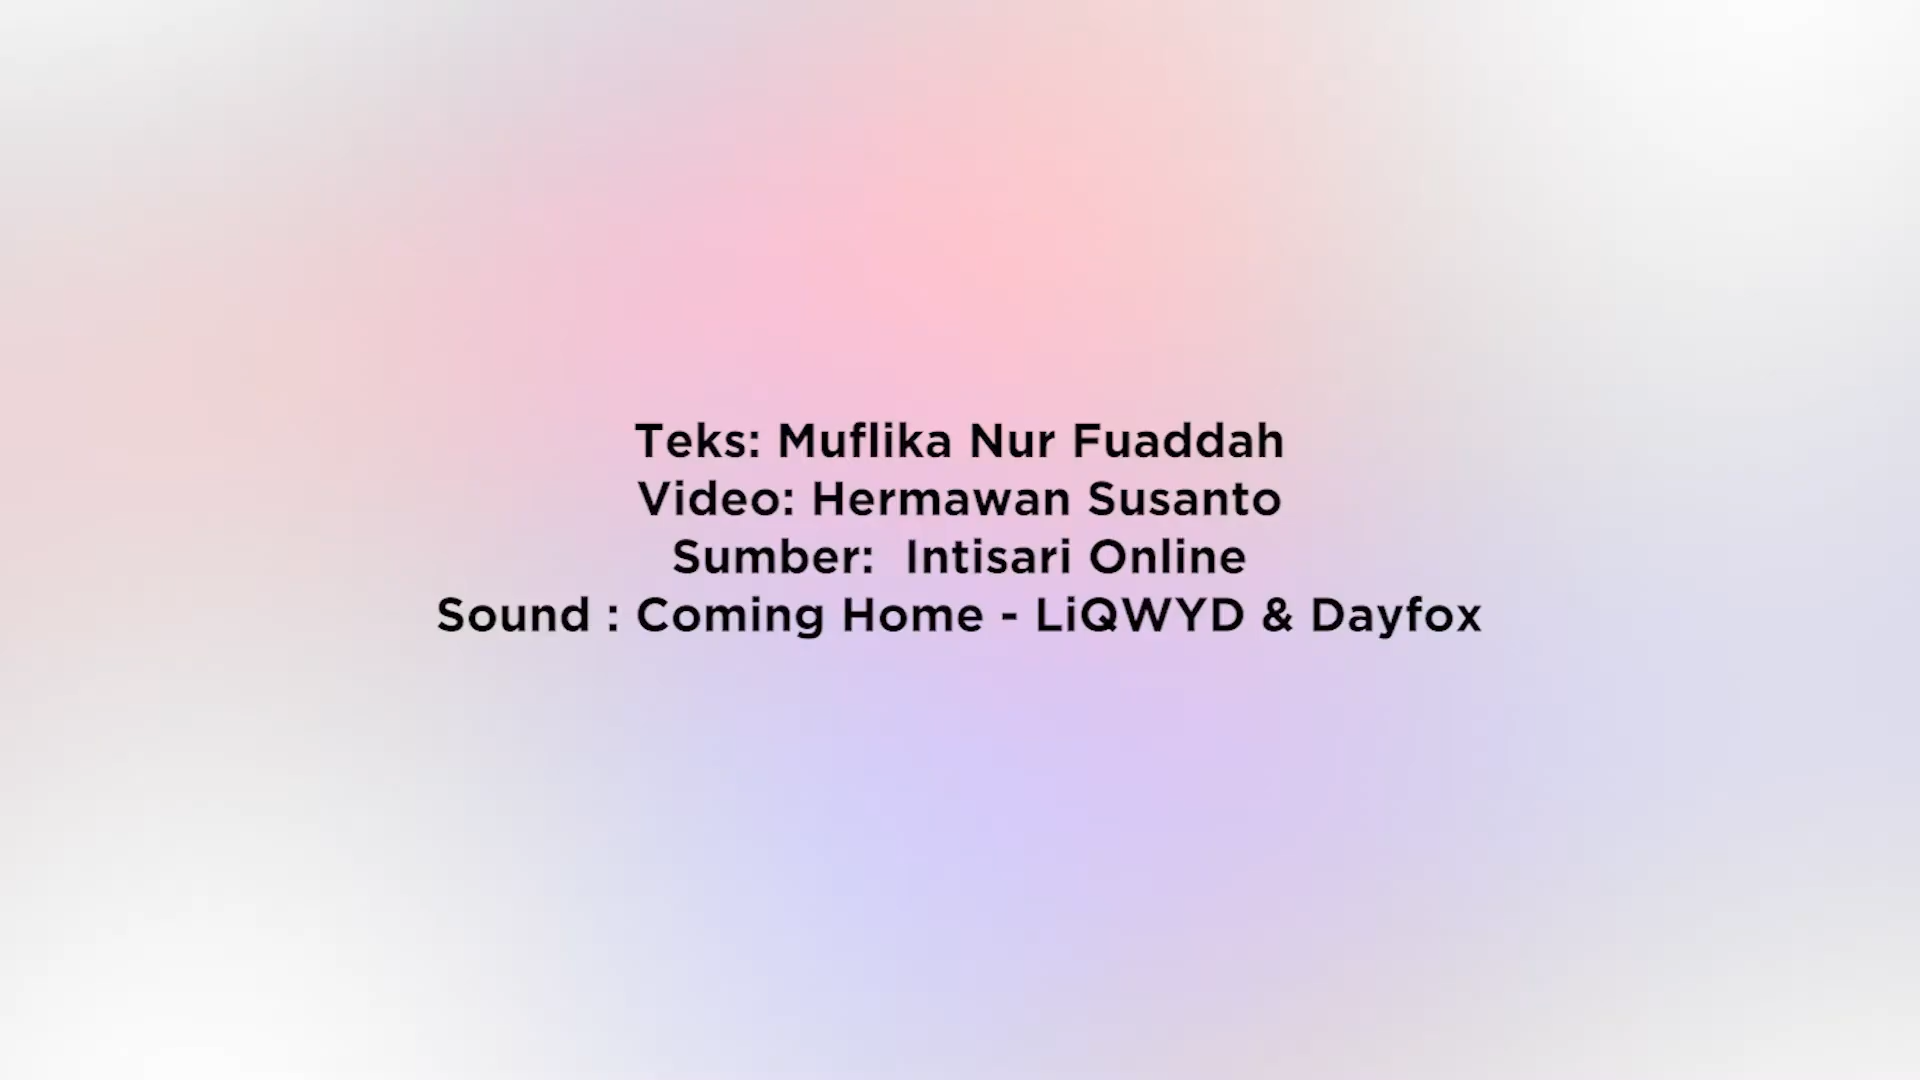 Teks: Muflika Nur Fuaddah
Video: Hermawan Susanto
Sumber:  Intisari Online
Sound : Coming Home - LiQWYD & Dayfox